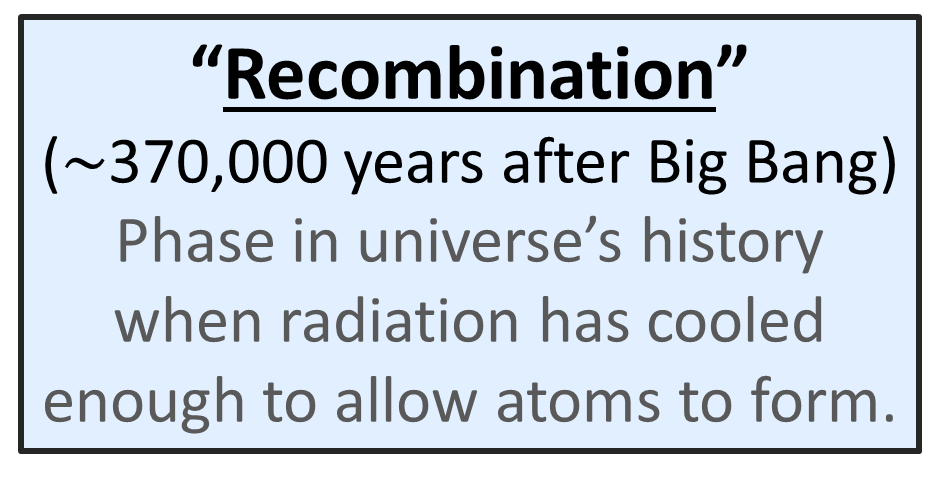 “Recombination”
(~370,000 years after Big Bang)
Phase in universe’s history
when radiation has cooled
enough to allow atoms to form.